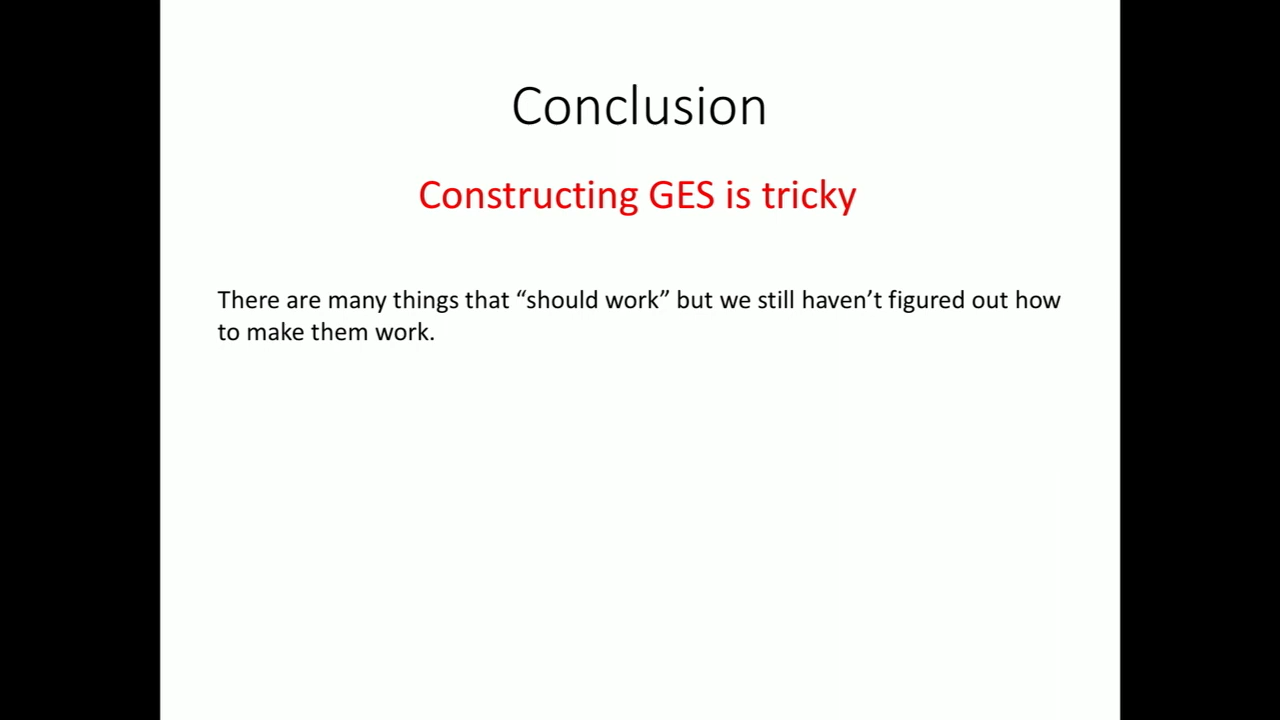 Conclusion
Constructing GES is tricky
There are many things that “should work” but we still haven’t figured out how
to make them work.